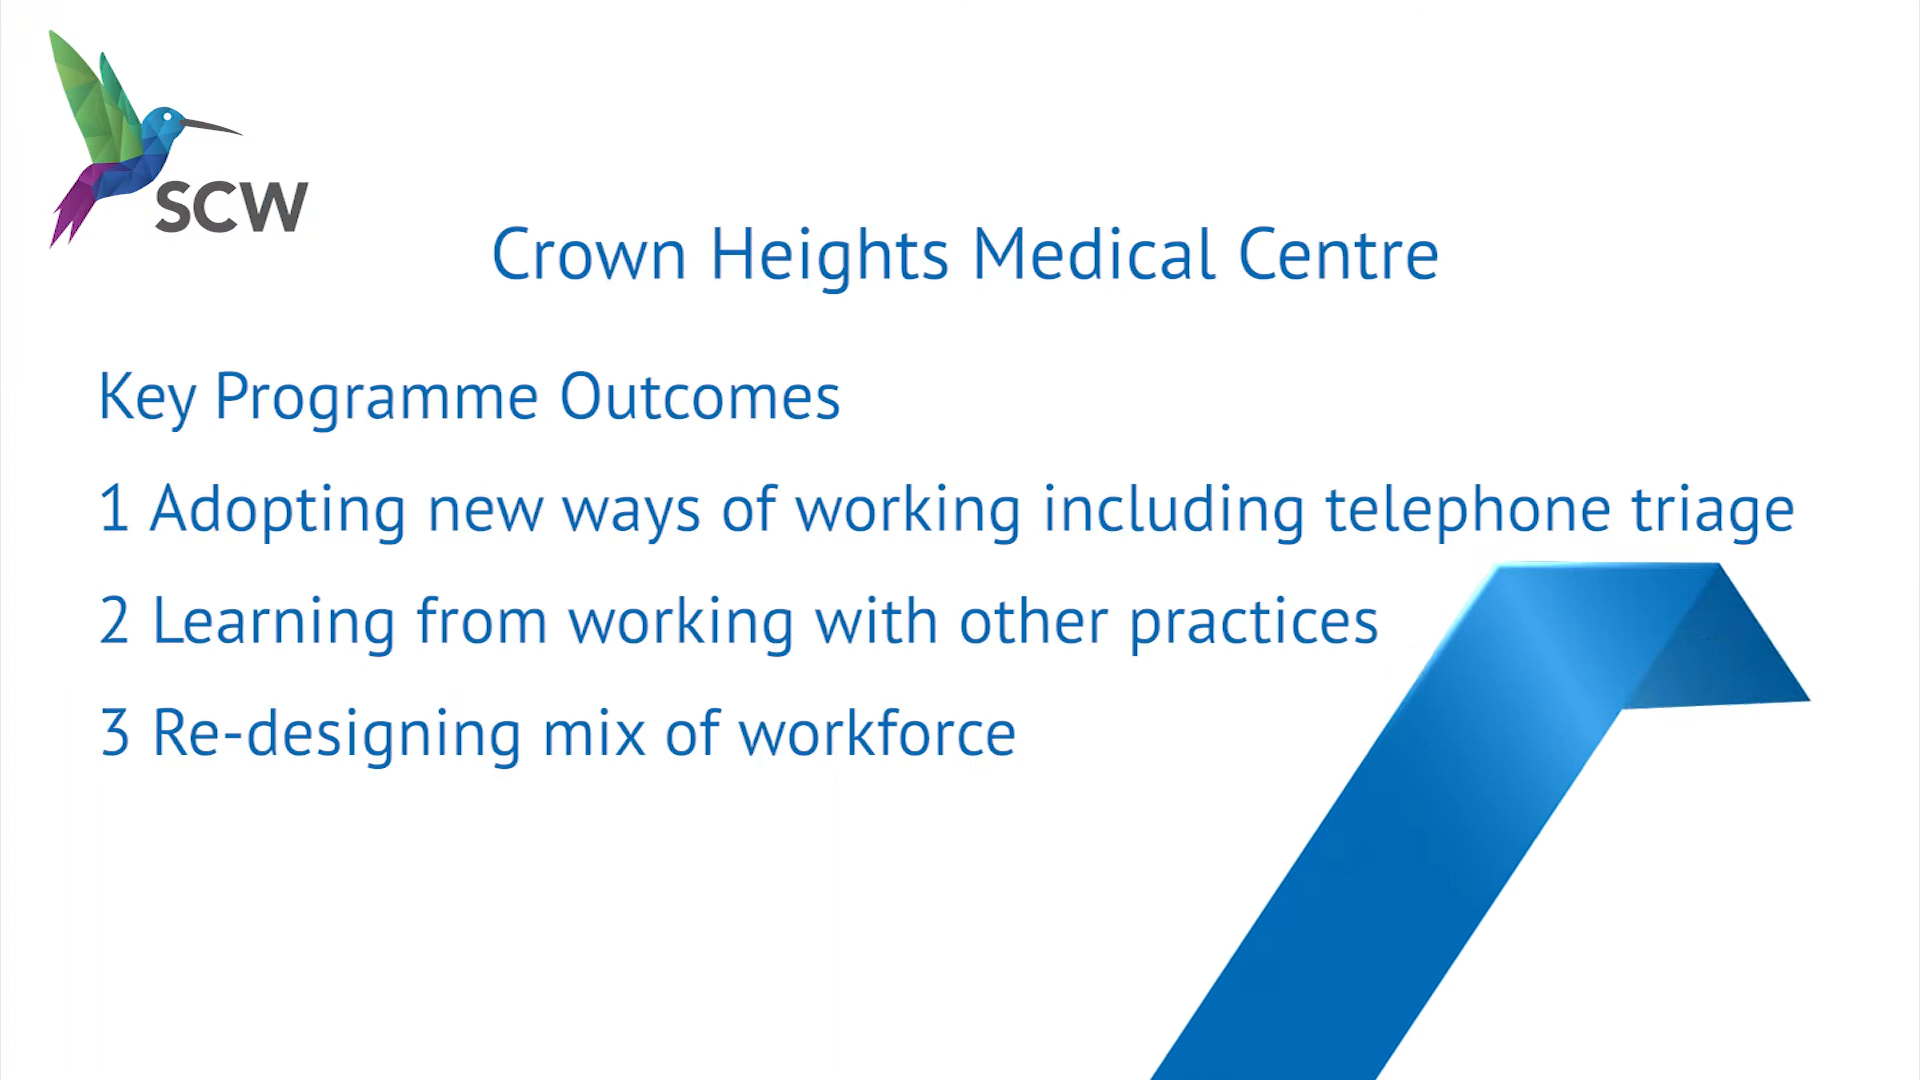 SCW
Crown Heights Medical Centre
Key Programme Outcomes
1 Adopting new ways of working including telephone triage
2 Learning from working with other practices
3 Re-designing mix of workforce